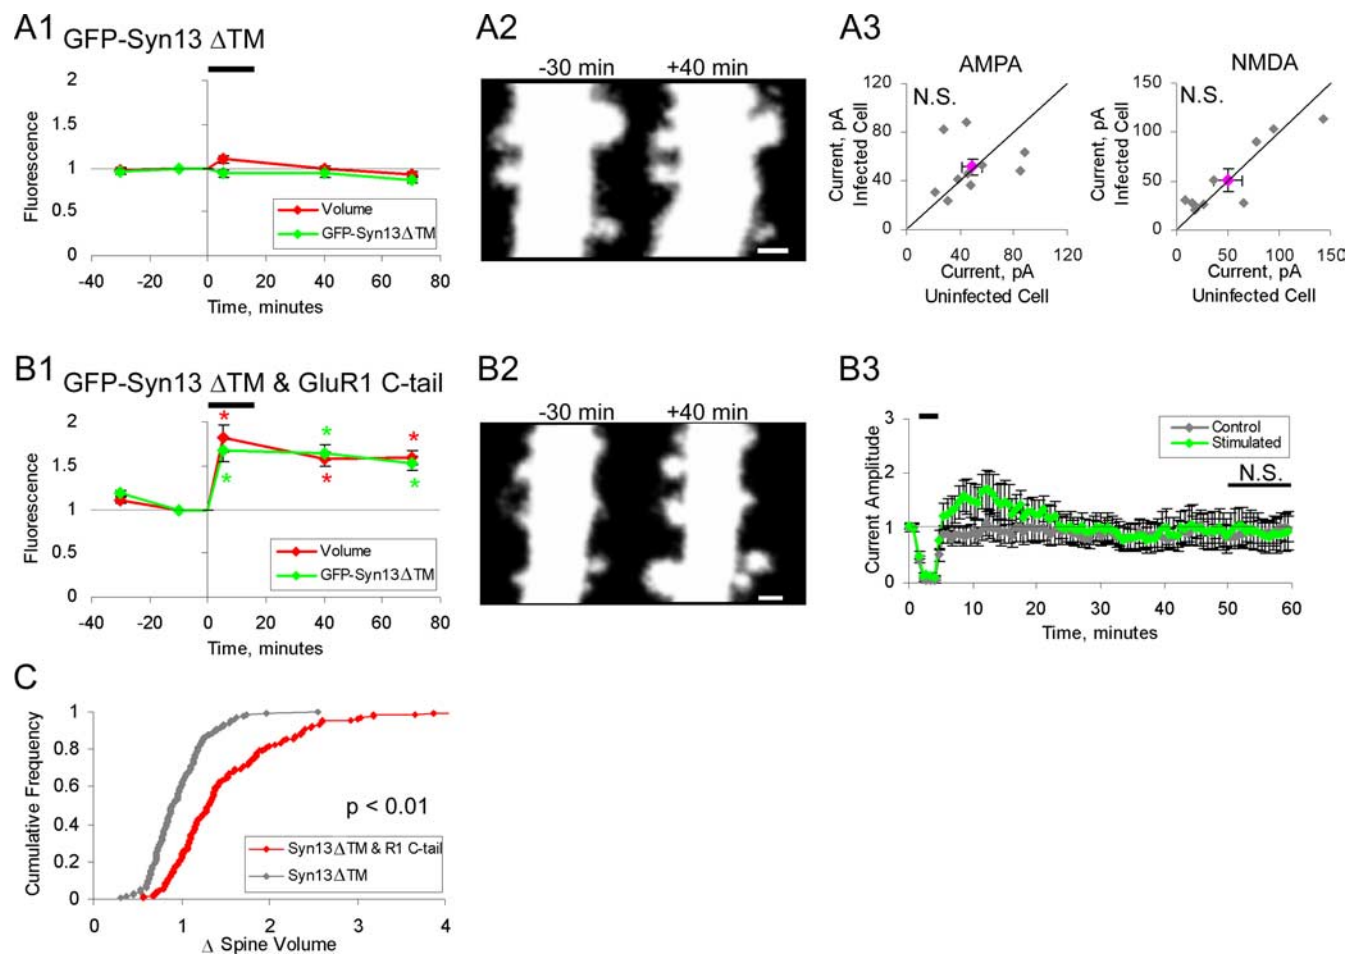 A1
GFP-Syn13 ΔTM
Fluorescence
2
1.5
1
0.5
0
-40 -20 0 20 40 60 80
Time, minutes
Volume
GFP-Syn13ΔTM
A2
-30 min +40 min
A3
AMPA
N.S.
Current, pA
Infected Cell
120
80
40
0
0 40 80 120
Current, pA
Uninfected Cell
NMDA
N.S.
Current, pA
Infected Cell
150
100
50
0
0 50 100 150
Current, pA
Uninfected Cell
B1
GFP-Syn13 ΔTM & GluR1 C-tail
Fluorescence
2
1.5
1
0.5
0
* * *
* * *
-40 -20 0 20 40 60 80
Time, minutes
Volume
GFP-Syn13ΔTM
B2
-30 min +40 min
B3
Current Amplitude
3
2
1
0
Control
Stimulated
N.S.
0 10 20 30 40 50 60
Time, minutes
C
Cumulative Frequency
1
0.8
0.6
0.4
0.2
0
p < 0.01
Syn13ΔTM & R1 C-tail
Syn13ΔTM
0 1 2 3 4
Δ Spine Volume